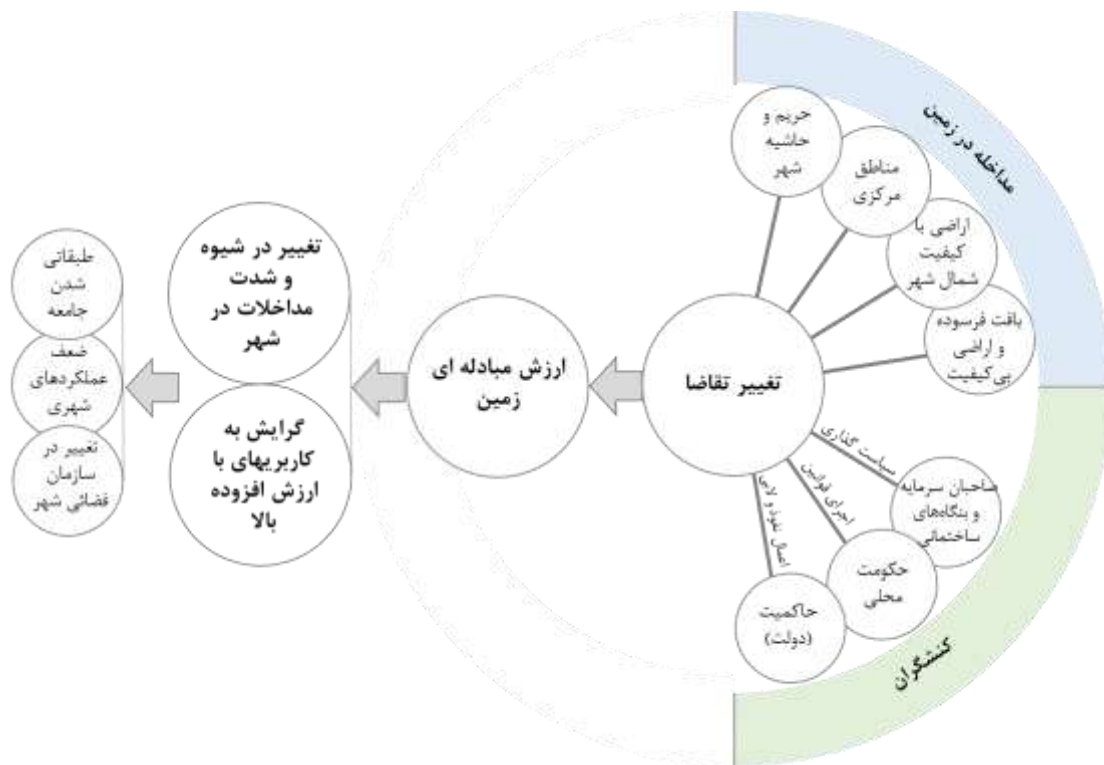 مداخله در زمین
حریم و
حاشیه
شهر
مناطق
مرکزی
اراضی با
کیفیت
شمال شهر
بافت فرسوده
و اراضی
بی‌کیفیت
تغییر تقاضا
سیاست گذاری
اجرای قوانین
اعمال نفوذ و لابی
صاحبان سرمایه
و بنگاه‌های
ساختمانی
حکومت
محلی
حاکمیت
(دولت)
کنشگران
ارزش مبادله ای
زمین
تغییر در شیوه
و شدت
مداخلات در
شهر
گرایش به
کاربریهای با
ارزش افزوده
بالا
طبقاتی
شدن
جامعه
ضعف
عملکردهای
شهری
تغییر در
سازمان
فضائی شهر